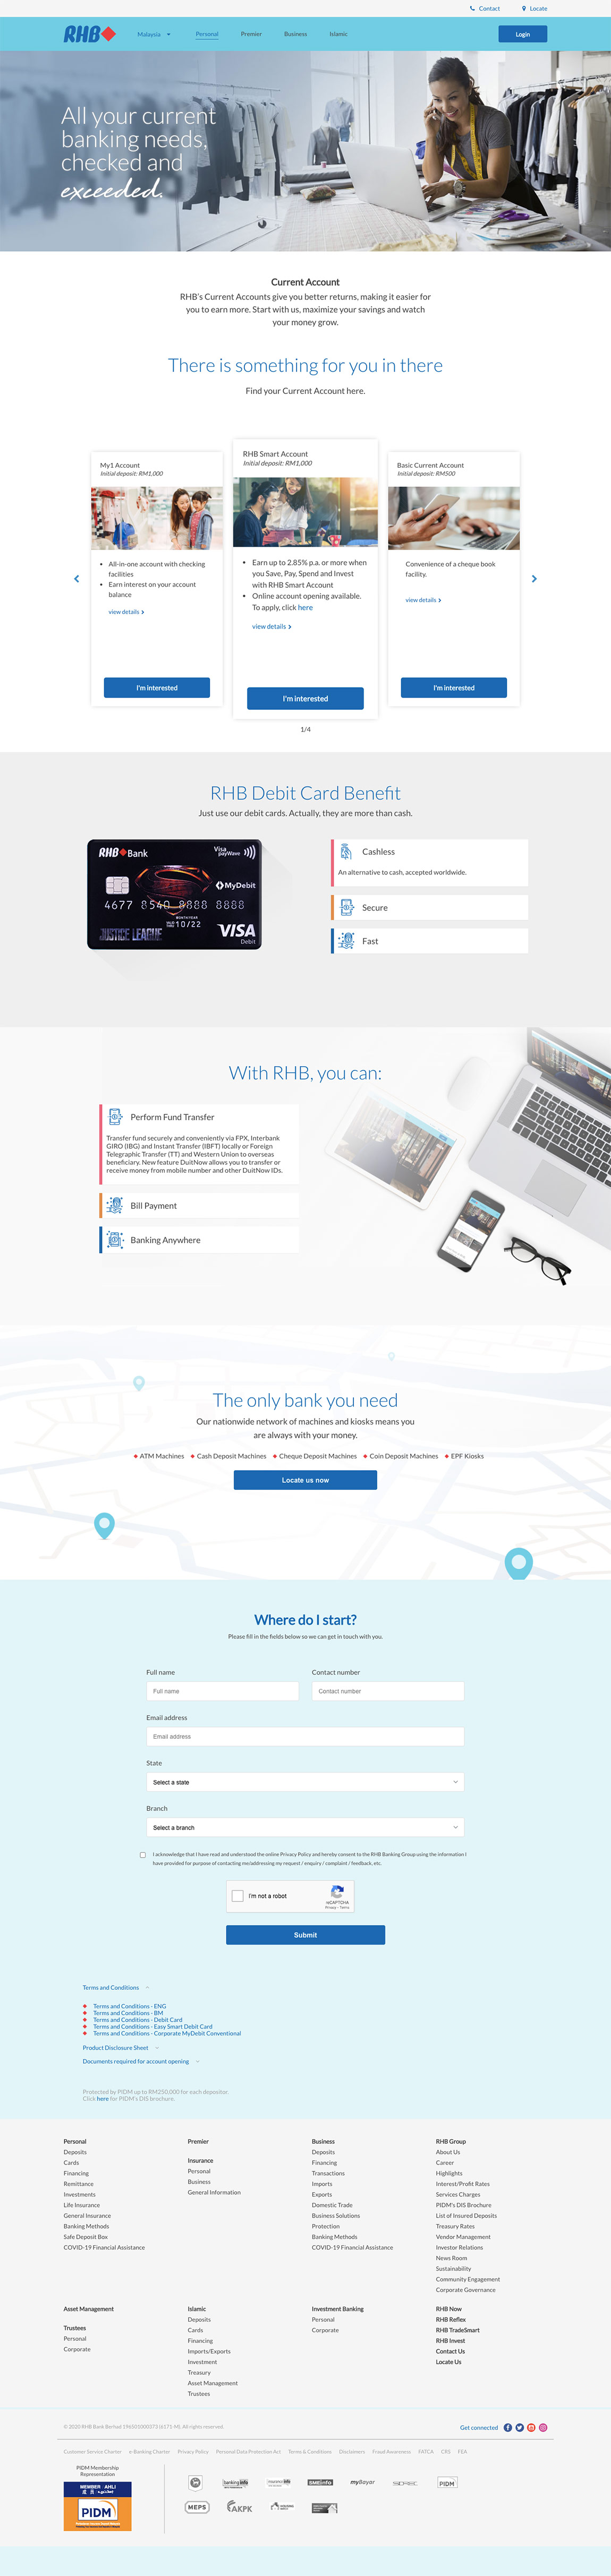 Contact
Locate
RHB
Malaysia
Personal
Premier
Business
Islamic
Login
All your current
banking needs,
checked and
exceeded.
Current Account
RHB's Current Accounts give you better returns, making it easier for
you to earn more. Start with us, maximize your savings and watch
your money grow.
There is something for you in there
Find your Current Account here.
My1 Account
Initial deposit: RM1,000
All-in-one account with checking
facilities
Earn interest on your account
balance
view details
I'm interested
RHB Smart Account
Initial deposit: RM1,000
Earn up to 2.85% p.a. or more when
you Save, Pay, Spend and Invest
with RHB Smart Account
Online account opening available.
To apply, click here
view details
I'm interested
Basic Current Account
Initial deposit: RM500
Convenience of a cheque book
facility.
view details
I'm interested
1/4
RHB Debit Card Benefit
Just use our debit cards. Actually, they are more than cash.
RHB Bank
Visa
payWave
MyDebit
4677 8540 8988 8888
10/22
JUSTICE LEAGUE
VISA
Debit
Cashless
An alternative to cash, accepted worldwide.
Secure
Fast
With RHB, you can:
Perform Fund Transfer
Transfer fund securely and conveniently via FPX, Interbank
GIRO (IBG) and Instant Transfer (IBFT) locally or Foreign
Telegraphic Transfer (TT) and Western Union to overseas
beneficiary. New feature DuitNow allows you to transfer or
receive money from mobile number and other DuitNow IDs.
Bill Payment
Banking Anywhere
The only bank you need
Our nationwide network of machines and kiosks means you
are always with your money.
ATM Machines
Cash Deposit Machines
Cheque Deposit Machines
Coin Deposit Machines
EPF Kiosks
Locate us now
Where do I start?
Please fill in the fields below so we can get in touch with you.
Full name
Contact number
Full name
Contact number
Email address
Email address
State
Select a state
Branch
Select a branch
I acknowledge that I have read and understood the online Privacy Policy and hereby consent to the RHB Banking Group using the information I
have provided for purpose of contacting me/addressing my request / enquiry / complaint / feedback, etc.
I'm not a robot
reCAPTCHA
Privacy - Terms
Submit
Terms and Conditions
Terms and Conditions - ENG
Terms and Conditions - BM
Terms and Conditions - Debit Card
Terms and Conditions - Easy Smart Debit Card
Terms and Conditions - Corporate MyDebit Conventional
Product Disclosure Sheet
Documents required for account opening
Protected by PIDM up to RM250,000 for each depositor.
Click here for PIDM's DIS brochure.
Personal
Deposits
Cards
Financing
Remittance
Investments
Life Insurance
General Insurance
Banking Methods
Safe Deposit Box
COVID-19 Financial Assistance
Premier
Insurance
Personal
Business
General Information
Business
Deposits
Financing
Transactions
Imports
Exports
Domestic Trade
Business Solutions
Protection
Banking Methods
COVID-19 Financial Assistance
RHB Group
About Us
Career
Highlights
Interest/Profit Rates
Services Charges
PIDM's DIS Brochure
List of Insured Deposits
Treasury Rates
Vendor Management
Investor Relations
News Room
Sustainability
Community Engagement
Corporate Governance
Asset Management
Trustees
Personal
Corporate
Islamic
Deposits
Cards
Financing
Imports/Exports
Investment
Treasury
Asset Management
Trustees
Investment Banking
Personal
Corporate
RHB Now
RHB Reflex
RHB TradeSmart
RHB Invest
Contact Us
Locate Us
© 2020 RHB Bank Berhad 196501000373 (6171-M). All rights reserved.
Get connected
Customer Service Charter
e-Banking Charter
Privacy Policy
Personal Data Protection Act
Terms & Conditions
Disclaimers
Fraud Awareness
FATCA
CRS
FEA
PIDM Membership
Representation
MEMBER AHLI
PIDM
bankinginfo
insuranceinfo
SMEinfo
myBayar
PIDM
MEPS
AKPK